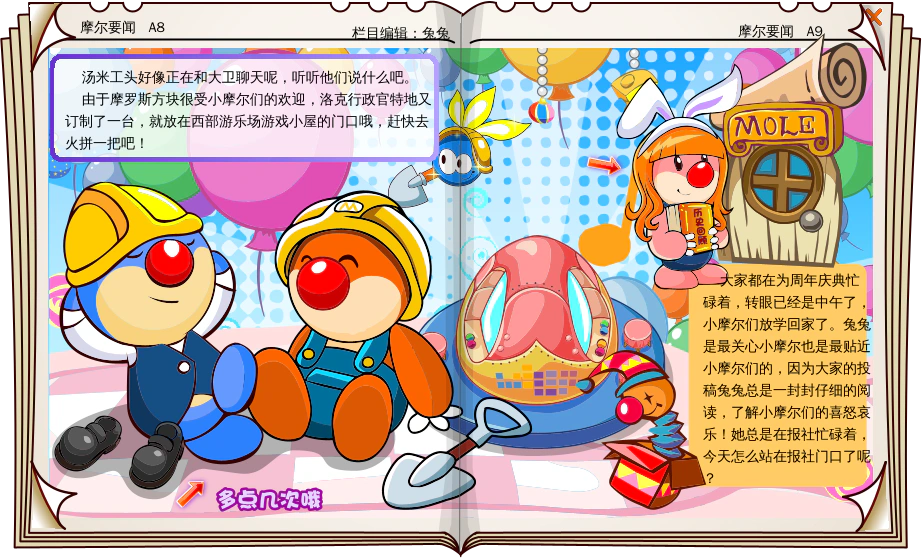 摩尔要闻 A8
栏目编辑：兔兔
汤米工头好像正在和大卫聊天呢，听听他们说什么吧。
由于摩罗斯方块很受小摩尔们的欢迎，洛克行政官特地又
订制了一台，就放在西部游乐场游戏小屋的门口哦，赶快去
火拼一把吧！
多点几次哦
摩尔要闻 A9
MOLE
历史回顾
大家都在为周年庆典忙
碌着，转眼已经是中午了，
小摩尔们放学回家了。兔兔
是最关心小摩尔也是最贴近
小摩尔们的，因为大家的投
稿兔兔总是一封封仔细的阅
读，了解小摩尔们的喜怒哀
乐！她总是在报社忙碌着，
今天怎么站在报社门口了呢
？